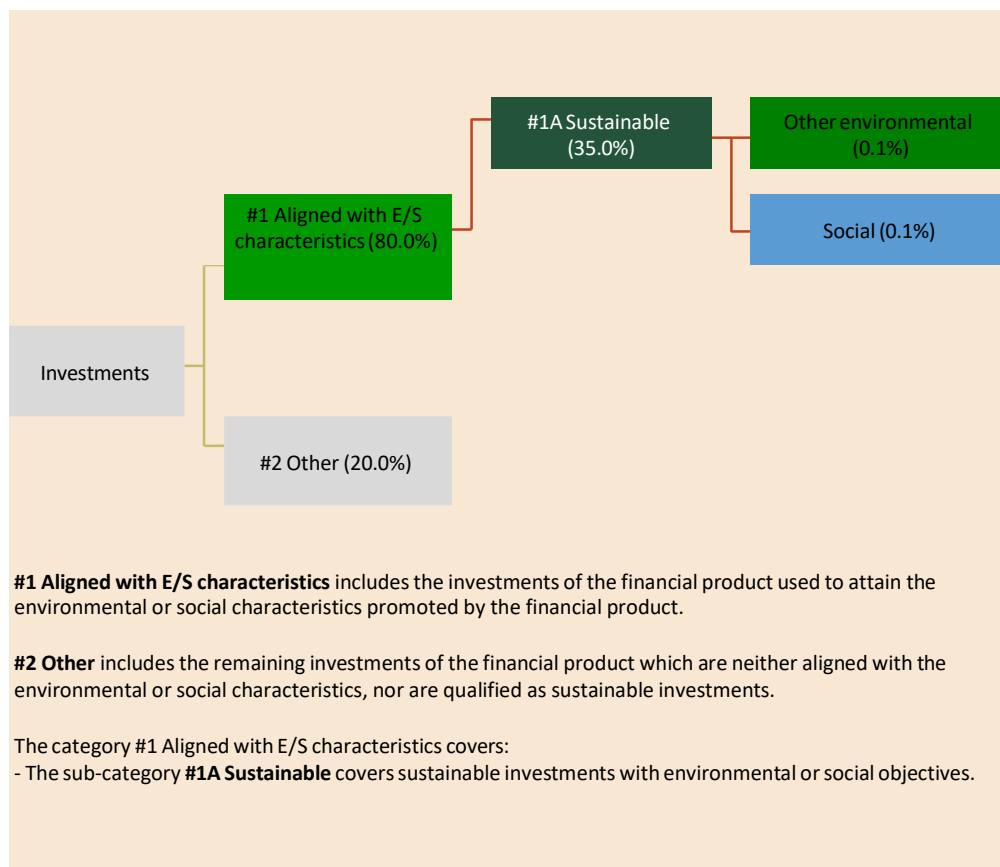 #1A Sustainable
(35.0%)
Other environmental
(0.1%)
#1 Aligned with E/S
characteristics (80.0%)
Social (0.1%)
Investments
#2 Other (20.0%)
#1 Aligned with E/S characteristics includes the investments of the financial product used to attain the
environmental or social characteristics promoted by the financial product.
#2 Other includes the remaining investments of the financial product which are neither aligned with the
environmental or social characteristics, nor are qualified as sustainable investments.
The category #1 Aligned with E/S characteristics covers:
- The sub-category #1A Sustainable covers sustainable investments with environmental or social objectives.